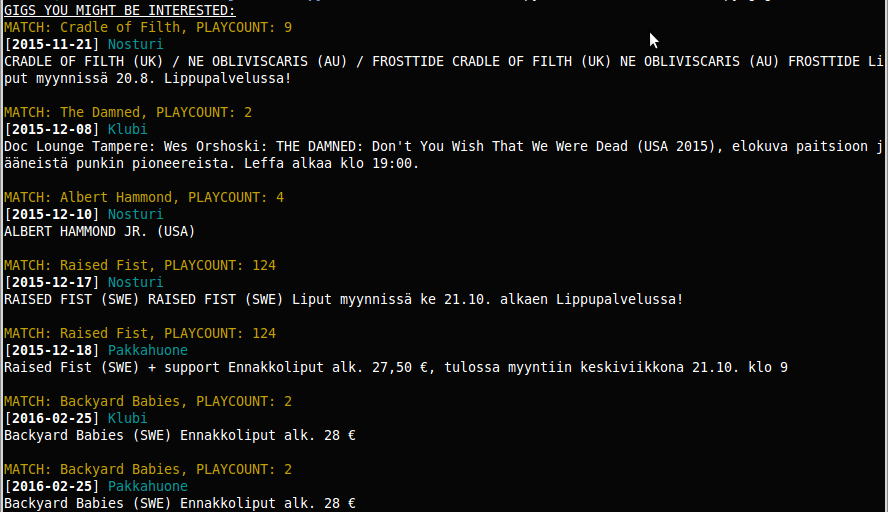 GIGS YOU MIGHT BE INTERESTED:
MATCH: Cradle of Filth, PLAYCOUNT: 9
[2015-11-21] Nosturi
CRADLE OF FILTH (UK) / NE OBLIVISCARIS (AU) / FROSTTIDE CRADLE OF FILTH (UK) NE OBLIVISCARIS (AU) FROSTTIDE Li
put myynnissä 20.8. Lippupalvelussa!
MATCH: The Damned, PLAYCOUNT: 2
[2015-12-08] Klubi
Doc Lounge Tampere: Wes Orshoski: THE DAMNED: Don't You Wish That We Were Dead (USA 2015), elokuva paitsioon j
ääneistä punkin pioneereista. Leffa alkaa klo 19:00.
MATCH: Albert Hammond, PLAYCOUNT: 4
[2015-12-10] Nosturi
ALBERT HAMMOND JR. (USA)
MATCH: Raised Fist, PLAYCOUNT: 124
[2015-12-17] Nosturi
RAISED FIST (SWE) RAISED FIST (SWE) Liput myynnissä ke 21.10. alkaen Lippupalvelussa!
MATCH: Raised Fist, PLAYCOUNT: 124
[2015-12-18] Pakkahuone
Raised Fist (SWE) + support Ennakkoliput alk. 27,50 €, tulossa myyntiin keskiviikkona 21.10. klo 9
MATCH: Backyard Babies, PLAYCOUNT: 2
[2016-02-25] Klubi
Backyard Babies (SWE) Ennakkoliput alk. 28 €
MATCH: Backyard Babies, PLAYCOUNT: 2
[2016-02-25] Pakkahuone
Backyard Babies (SWE) Ennakkoliput alk. 28 €